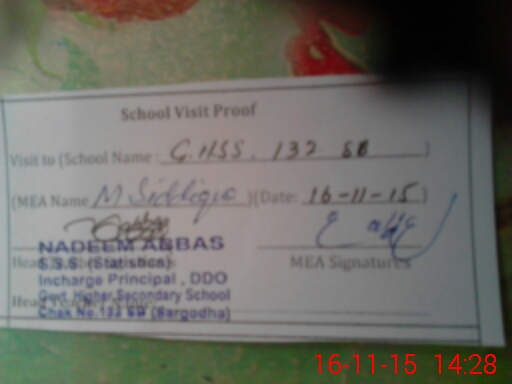 School Visit Proof
Visit to (School Name : G.HSS. 132 SB )
(MEA Name M Siddique )(Date: 16-11-15)
MEA Signatures
NADEEM ABBAS
S.S.S (Statistics)
Incharge Principal , DDO
Govt. Higher Secondary School
Chak No.132 SB (Sargodha)
16-11-15 14:28